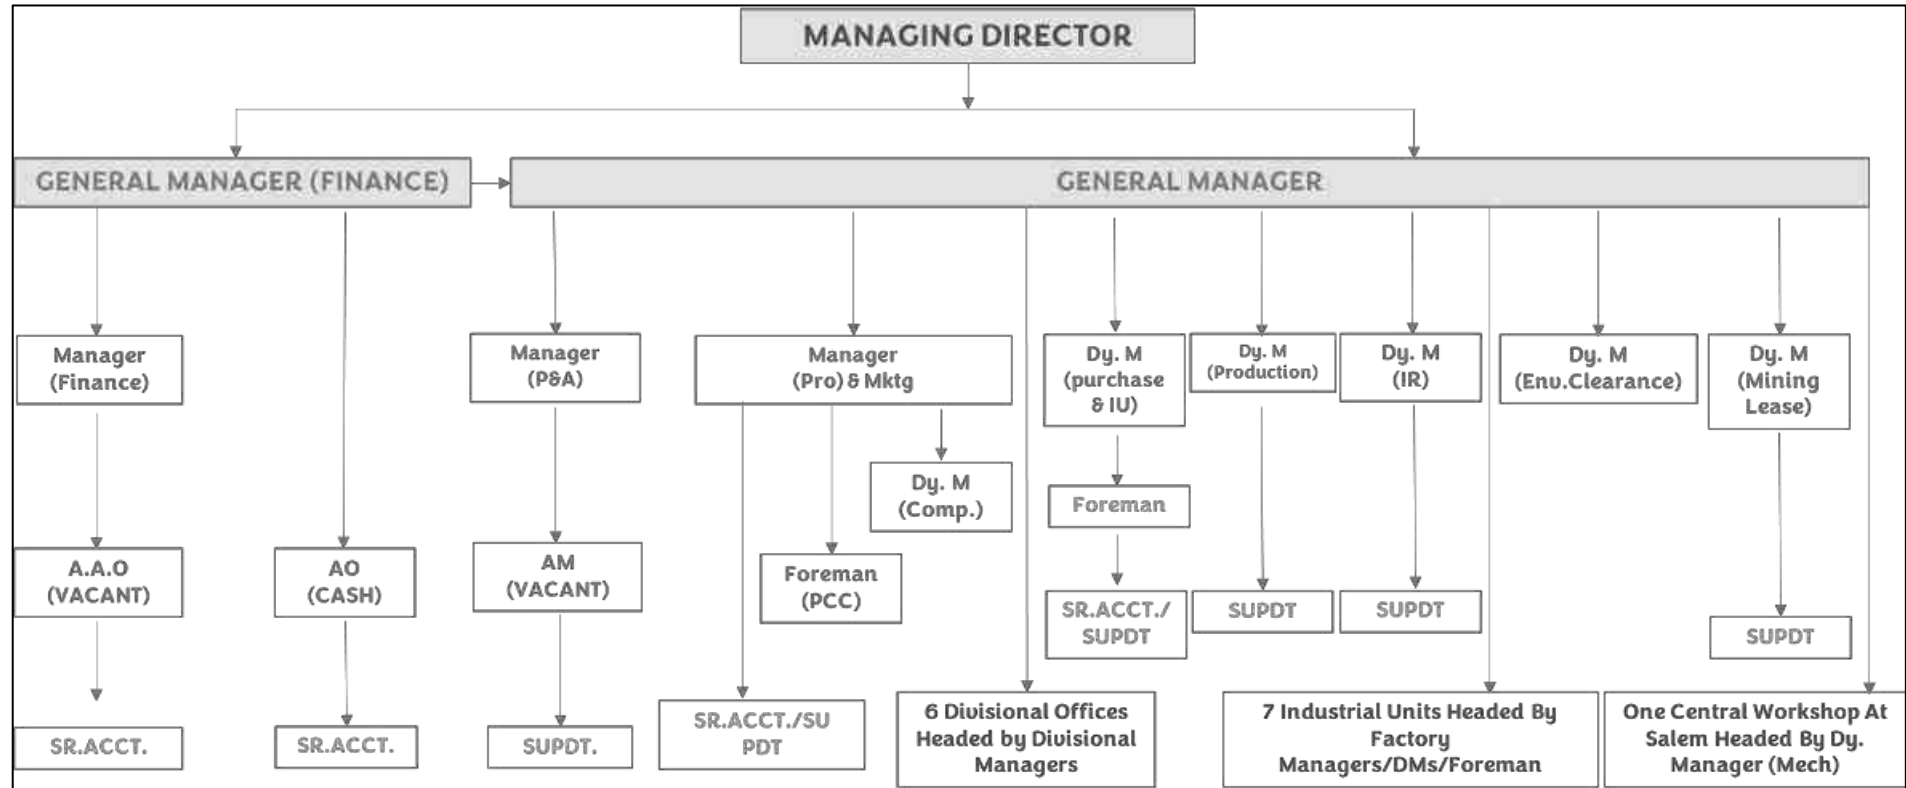 MANAGING DIRECTOR
GENERAL MANAGER (FINANCE)
GENERAL MANAGER
Manager
(Finance)
Manager
(P&A)
Manager
(Pro) & Mktg
Dy. M
(purchase
& IU)
Dy. M
(Production)
Dy. M
(IR)
Dy. M
(Env.Clearance)
Dy. M
(Mining
Lease)
Dy. M
(Comp.)
Foreman
A.A.O
(VACANT)
AO
(CASH)
AM
(VACANT)
Foreman
(PCC)
SR.ACCT./
SUPDT
SUPDT
SUPDT
SUPDT
SR.ACCT.
SR.ACCT.
SUPDT.
SR.ACCT./SU
PDT
6 Divisional Offices
Headed by Divisional
Managers
7 Industrial Units Headed By
Factory
Managers/DMs/Foreman
One Central Workshop At
Salem Headed By Dy.
Manager (Mech)